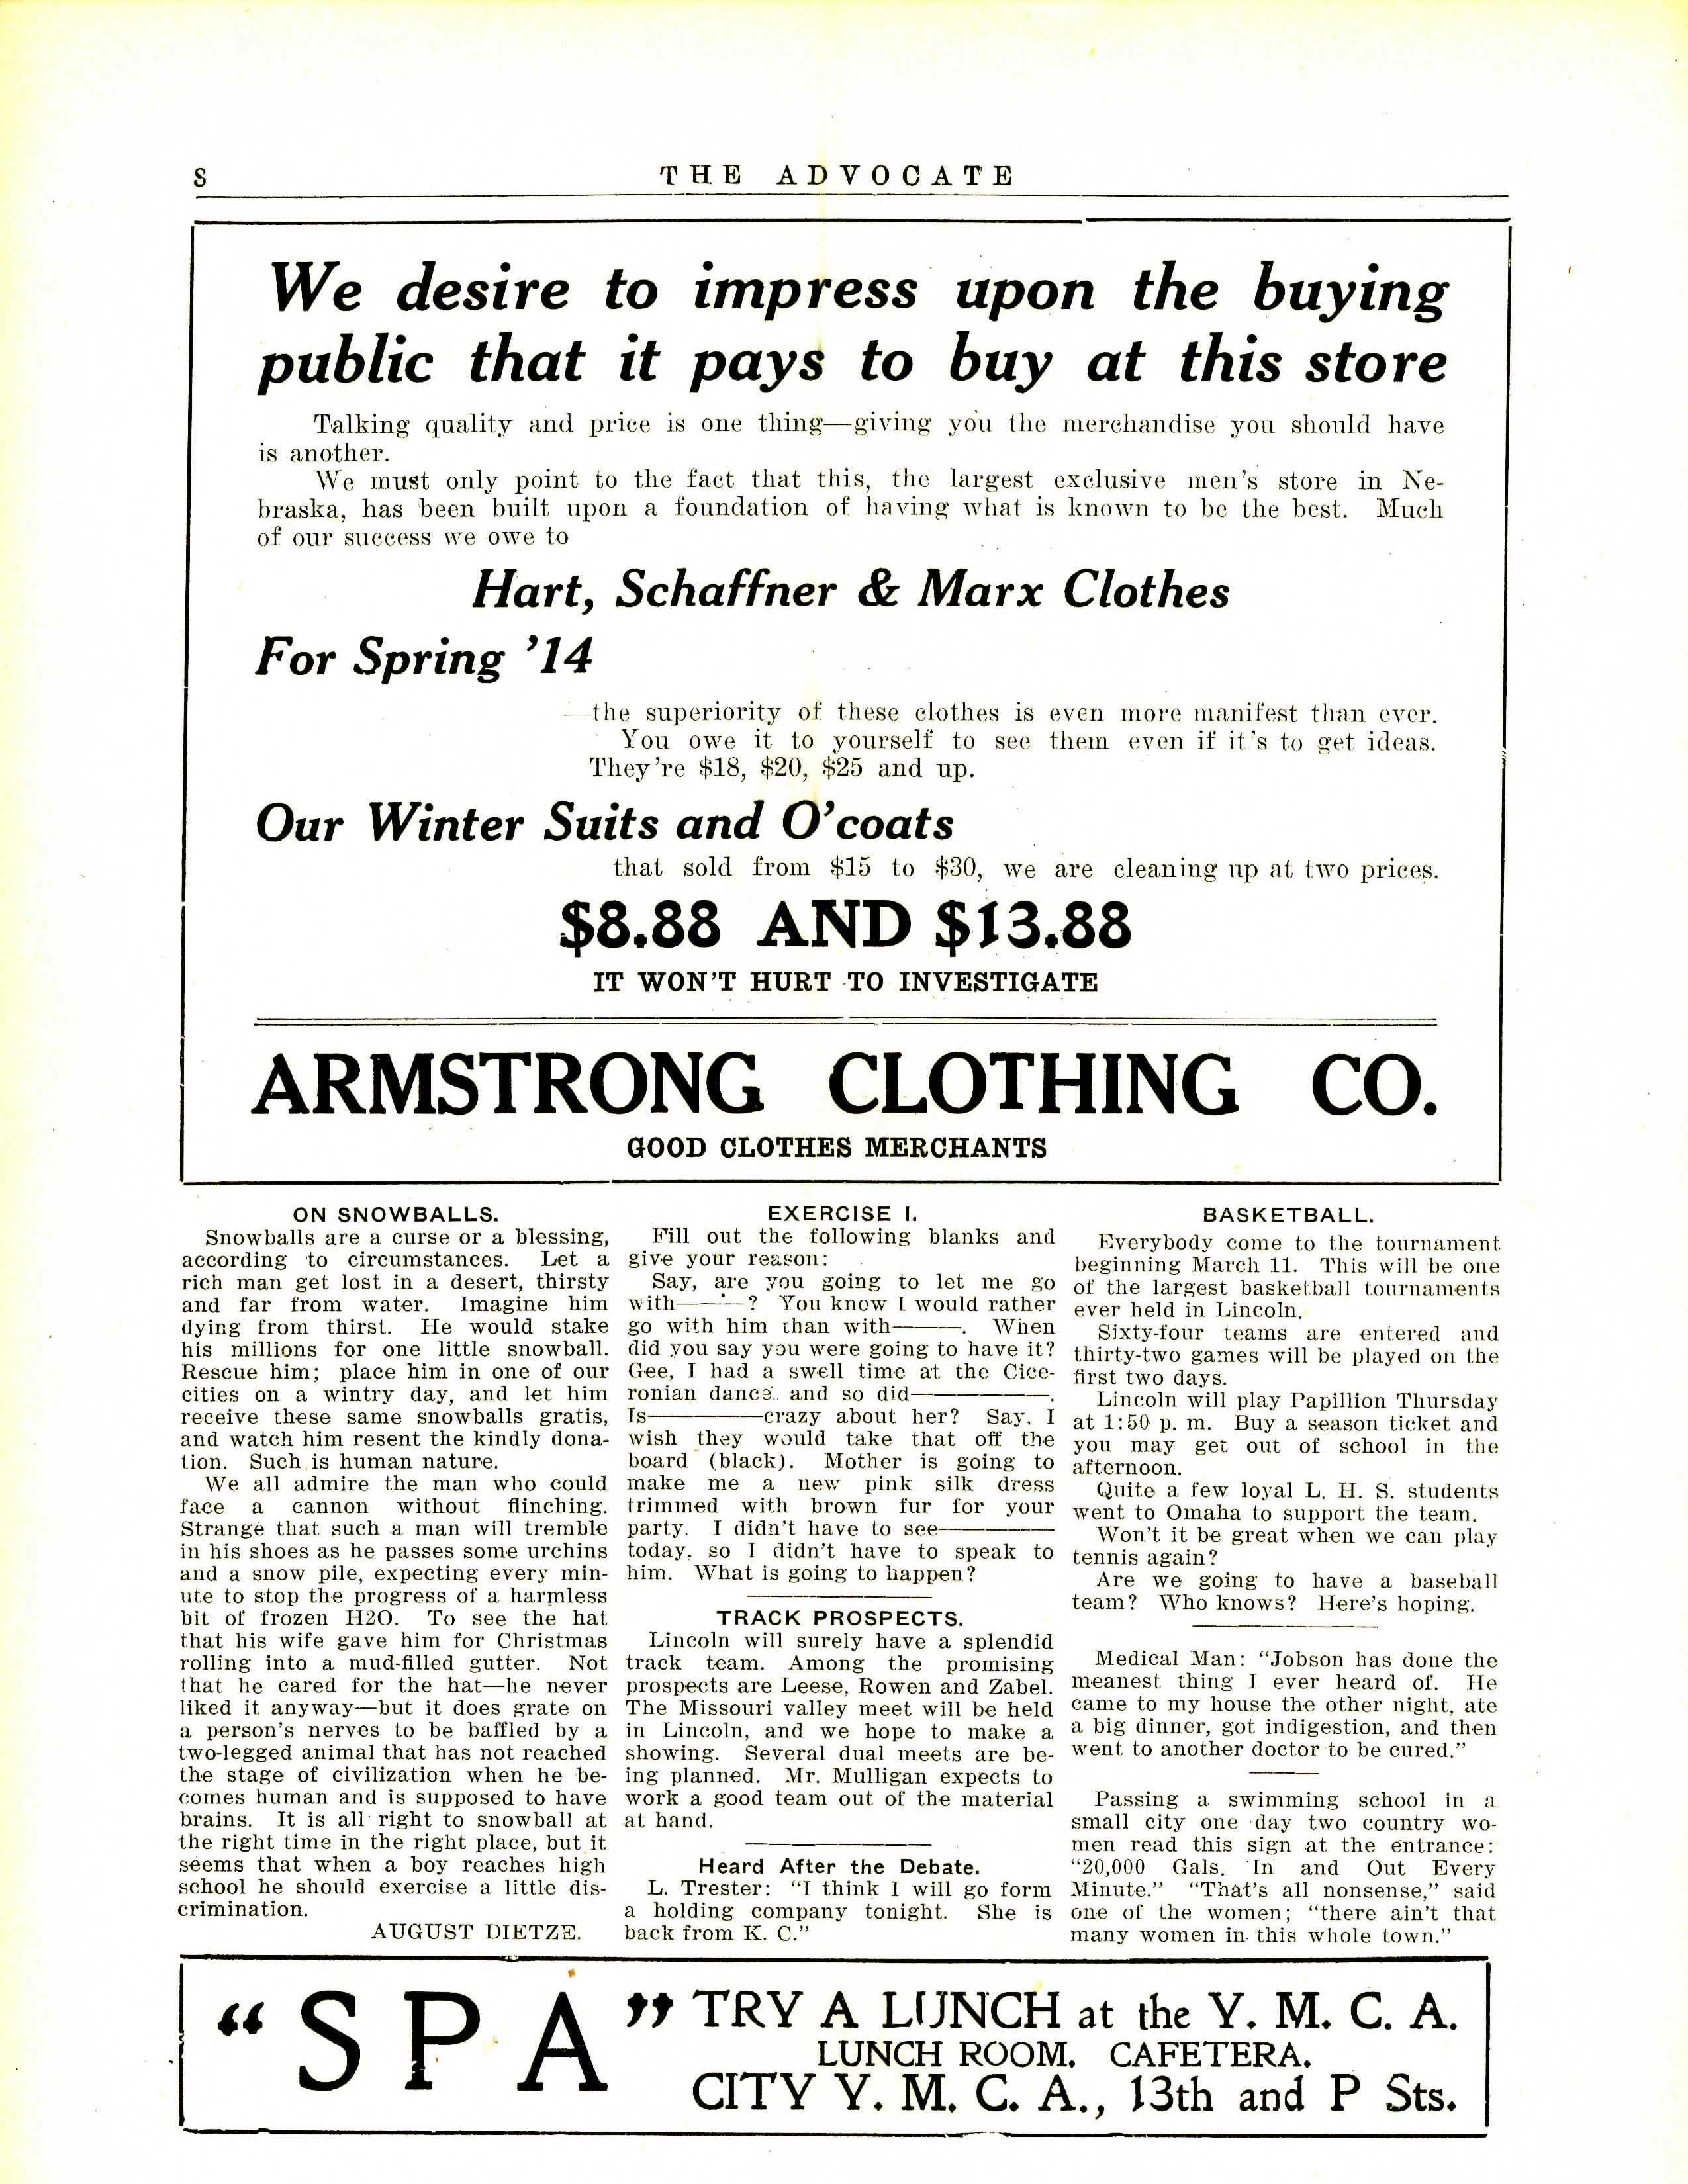 8
THE ADVOCATE
We desire to impress upon the buying
public that it pays to buy at this store
Talking quality and price is one thing—giving you the merchandise you should have
is another.
We must only point to the fact that this, the largest exclusive men's store in Ne-
braska, has been built upon a foundation of having what is known to be the best. Much
of our success we owe to
Hart, Schaffner & Marx Clothes
For Spring '14
—the superiority of these clothes is even more manifest than ever.
You owe it to yourself to see them even if it's to get ideas.
They're $18, $20, $25 and up.
Our Winter Suits and O'coats
that sold from $15 to $30, we are cleaning up at two prices.
$8.88 AND $13.88
IT WON'T HURT TO INVESTIGATE
ARMSTRONG CLOTHING CO.
GOOD CLOTHES MERCHANTS
ON SNOWBALLS.
Snowballs are a curse or a blessing,
according to circumstances. Let a
rich man get lost in a desert, thirsty
and far from water. Imagine him
dying from thirst. He would stake
his millions for one little snowball.
Rescue him; place him in one of our
cities on a wintry day, and let him
receive these same snowballs gratis,
and watch him resent the kindly dona-
tion. Such is human nature.
We all admire the man who could
face a cannon without flinching.
Strange that such a man will tremble
in his shoes as he passes some urchins
and a snow pile, expecting every min-
ute to stop the progress of a harmless
bit of frozen H2O. To see the hat
that his wife gave him for Christmas
rolling into a mud-filled gutter. Not
that he cared for the hat—he never
liked it anyway—but it does grate on
a person's nerves to be baffled by a
two-legged animal that has not reached
the stage of civilization when he be-
comes human and is supposed to have
brains. It is all right to snowball at
the right time in the right place, but it
seems that when a boy reaches high
school he should exercise a little dis-
crimination.
AUGUST DIETZE.
EXERCISE I.
Fill out the following blanks and
give your reason:
Say, are you going to let me go
with———? You know I would rather
go with him than with———. When
did you say you were going to have it?
Gee, I had a swell time at the Cice-
ronian dance and so did——————.
Is—————crazy about her? Say, I
wish they would take that off the
board (black). Mother is going to
make me a new pink silk dress
trimmed with brown fur for your
party. I didn't have to see—————
today, so I didn't have to speak to
him. What is going to happen?
TRACK PROSPECTS.
Lincoln will surely have a splendid
track team. Among the promising
prospects are Leese, Rowen and Zabel.
The Missouri valley meet will be held
in Lincoln, and we hope to make a
showing. Several dual meets are be-
ing planned. Mr. Mulligan expects to
work a good team out of the material
at hand.
Heard After the Debate.
L. Trester: "I think I will go form
a holding company tonight. She is
back from K. C."
BASKETBALL.
Everybody come to the tournament
beginning March 11. This will be one
of the largest basketball tournaments
ever held in Lincoln.
Sixty-four teams are entered and
thirty-two games will be played on the
first two days.
Lincoln will play Papillion Thursday
at 1:50 p. m. Buy a season ticket and
you may get out of school in the
afternoon.
Quite a few loyal L. H. S. students
went to Omaha to support the team.
Won't it be great when we can play
tennis again?
Are we going to have a baseball
team? Who knows? Here's hoping.
Medical Man: "Jobson has done the
meanest thing I ever heard of. He
came to my house the other night, ate
a big dinner, got indigestion, and then
went to another doctor to be cured."
Passing a swimming school in a
small city one day two country wo-
men read this sign at the entrance:
"20,000 Gals. In and Out Every
Minute." "That's all nonsense," said
one of the women; "there ain't that
many women in this whole town."
"SPA" TRY A LUNCH at the Y. M. C. A.
LUNCH ROOM. CAFETERA.
CITY Y. M. C. A., 13th and P Sts.